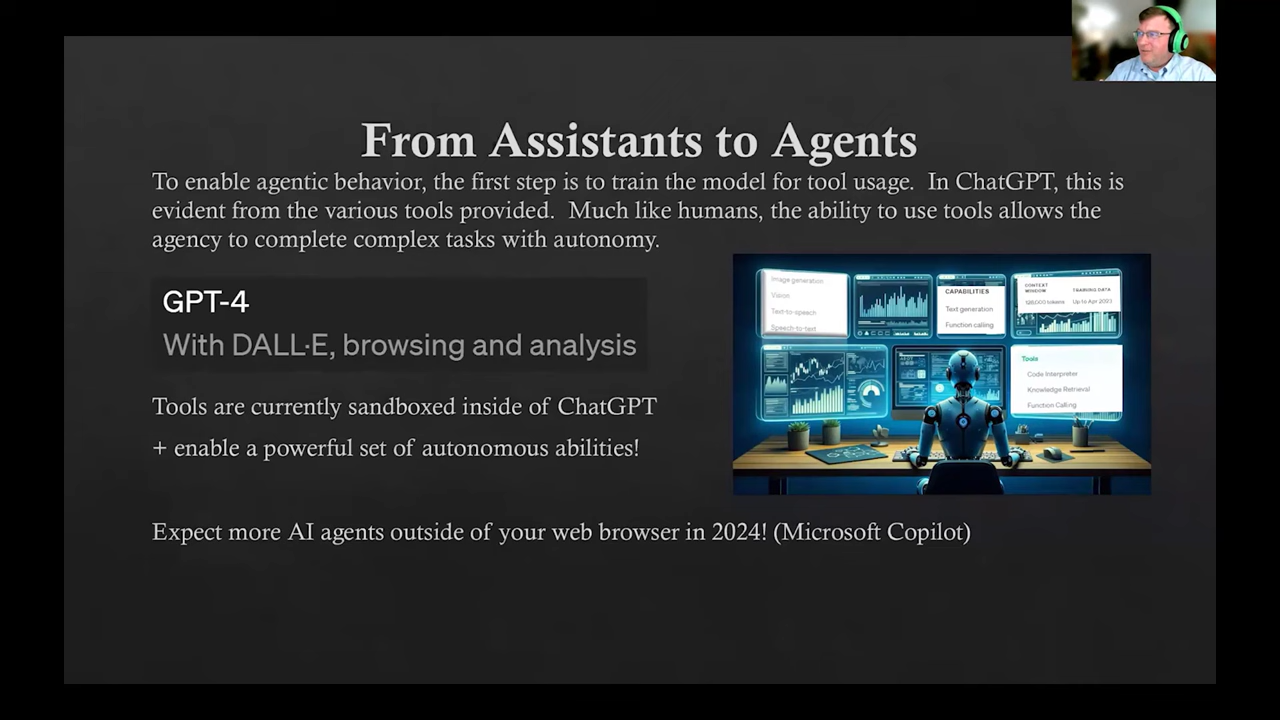 From Assistants to Agents
To enable agentic behavior, the first step is to train the model for tool usage. In ChatGPT, this is
evident from the various tools provided. Much like humans, the ability to use tools allows the
agency to complete complex tasks with autonomy.
GPT-4
With DALL·E, browsing and analysis
Tools are currently sandboxed inside of ChatGPT
+ enable a powerful set of autonomous abilities!
Image generation
Vision
Text-to-speech
Speech-to-text
CAPABILITIES
Text generation
Function calling
CONTEXT
WINDOW
128,000 tokens
TRAINING DATA
Up to Apr 2023
Tools
Code Interpreter
Knowledge Retrieval
Function Calling
Expect more AI agents outside of your web browser in 2024! (Microsoft Copilot)